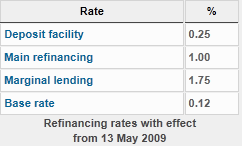 Rate %
Deposit facility 0.25
Main refinancing 1.00
Marginal lending 1.75
Base rate 0.12
Refinancing rates with effect
from 13 May 2009